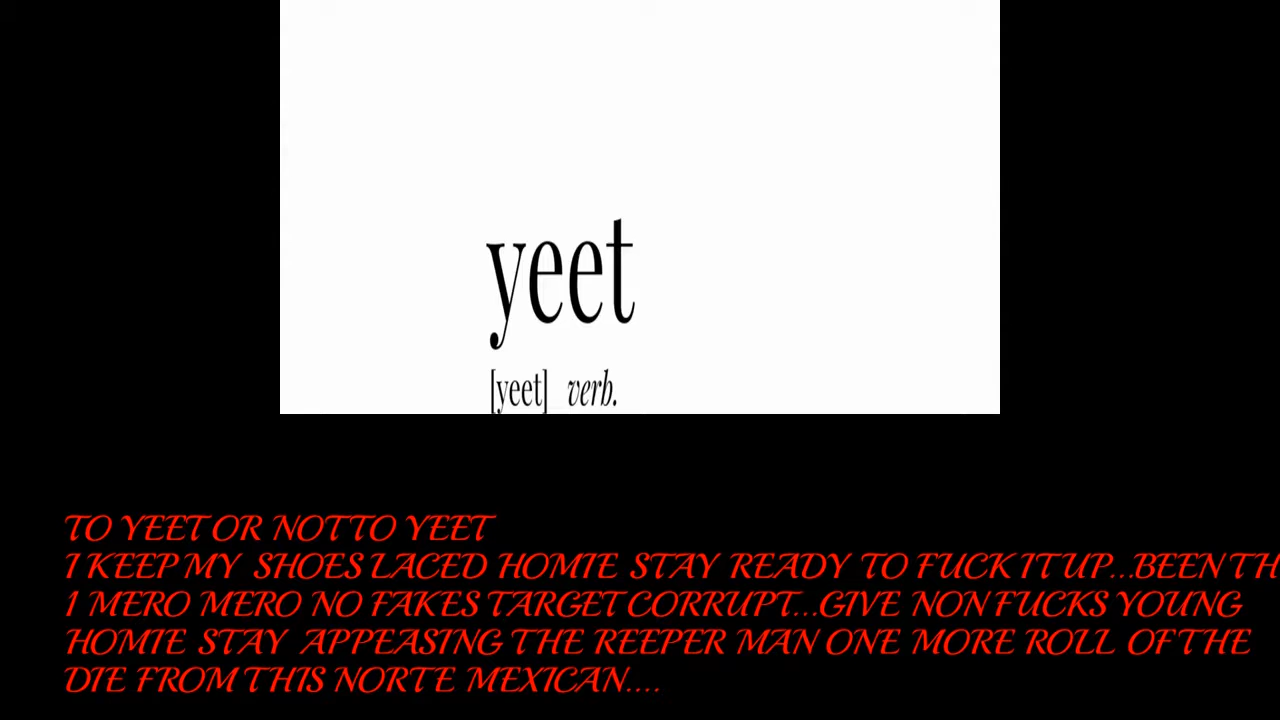 yeet
[yeet] verb.
TO YEET OR NOT TO YEET
I KEEP MY SHOES LACED HOMIE STAY READY TO FUCK IT UP...BEEN TH
1 MERO MERO NO FAKES TARGET CORRUPT...GIVE NON FUCKS YOUNG
HOMIE STAY APPEASING THE REEPER MAN ONE MORE ROLL OF THE
DIE FROM THIS NORTE MEXICAN....